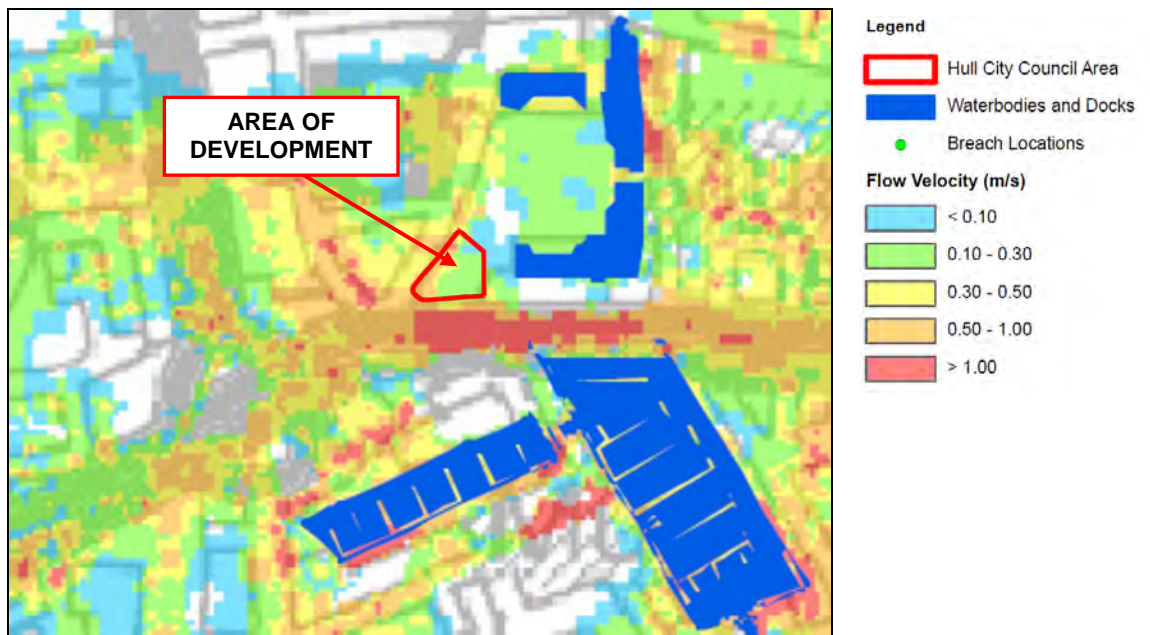 AREA OF
DEVELOPMENT
Legend
Hull City Council Area
Waterbodies and Docks
Breach Locations
Flow Velocity (m/s)
< 0.10
0.10 - 0.30
0.30 - 0.50
0.50 - 1.00
> 1.00